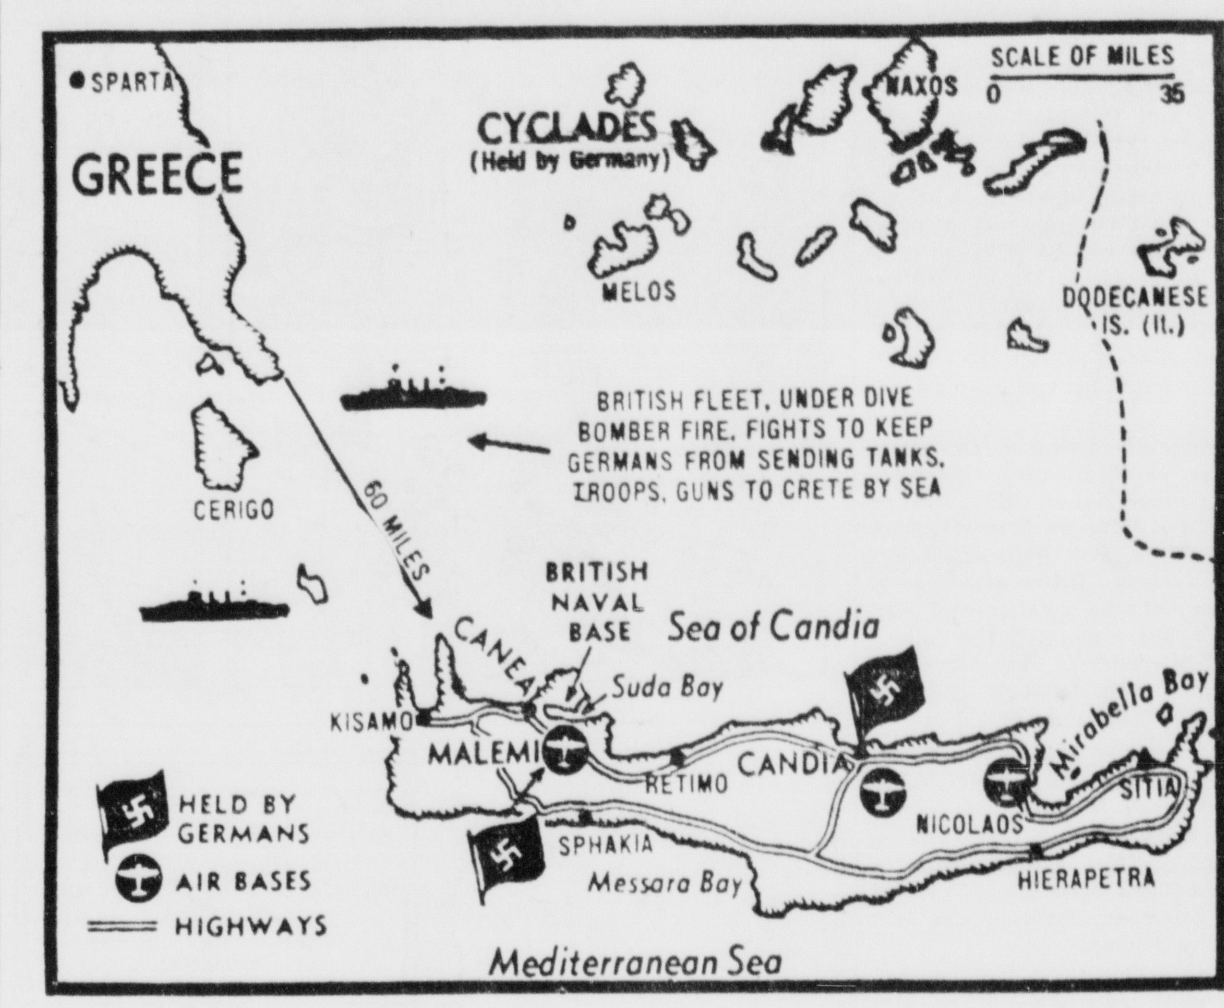 SPARTA
GREECE
CYCLADES
(Held by Germany)
NAXOS
SCALE OF MILES
0 35
MELOS
DODECANESE
IS. (It.)
BRITISH FLEET, UNDER DIVE
BOMBER FIRE, FIGHTS TO KEEP
GERMANS FROM SENDING TANKS,
TROOPS, GUNS TO CRETE BY SEA
CERIGO
60 MILES
BRITISH
NAVAL
BASE
Sea of Candia
CANEA
Suda Bay
Mirabella Bay
KISAMO
MALEMI
RETIMO
CANDIA
SITIA
NICOLAOS
SPHAKIA
Messara Bay
HIERAPETRA
HELD BY
GERMANS
AIR BASES
HIGHWAYS
Mediterranean Sea